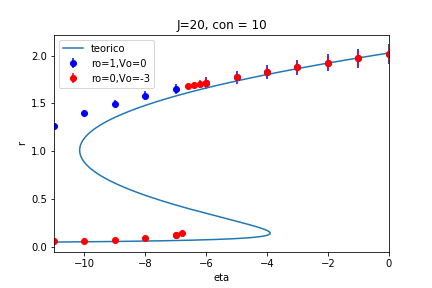 J=20, con = 10
teorico
ro=1,Vo=0
ro=0,Vo=-3
r
2.0
1.5
1.0
0.5
0.0
−10 −8 −6 −4 −2 0
eta